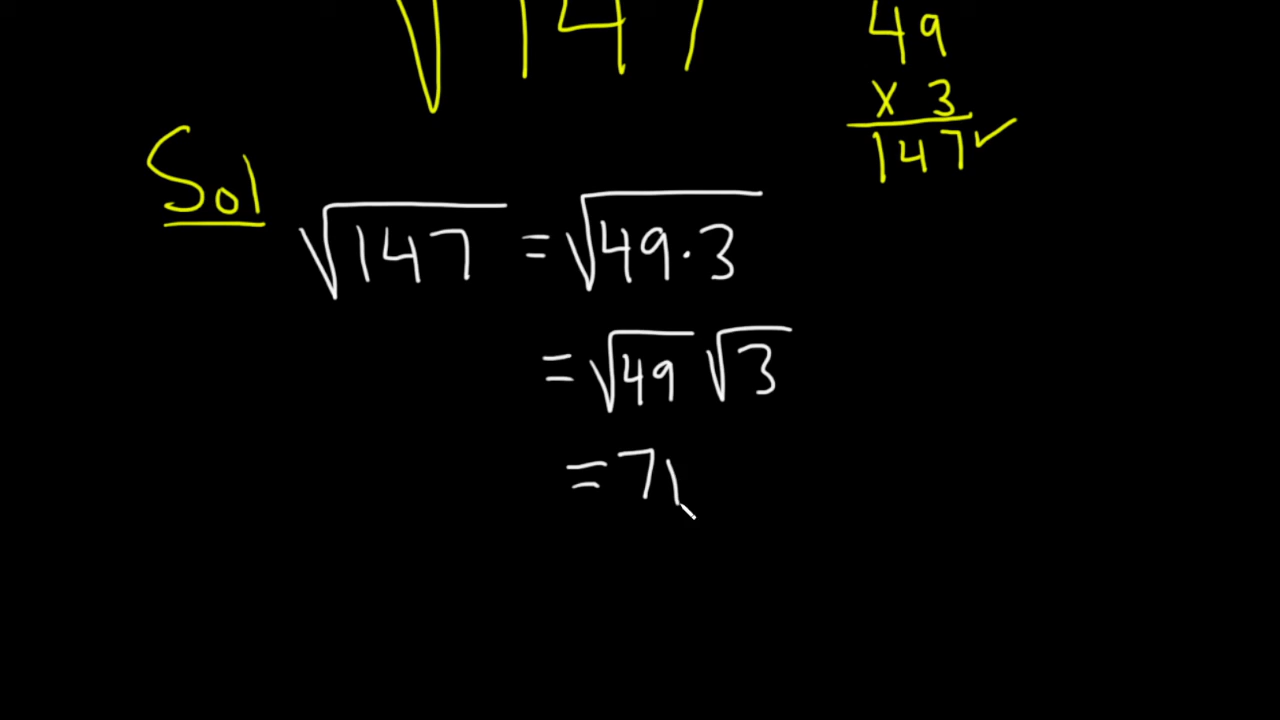 √147
49
x 3
147✓
Sol
√147 = √49·3
= √49 √3
= 7